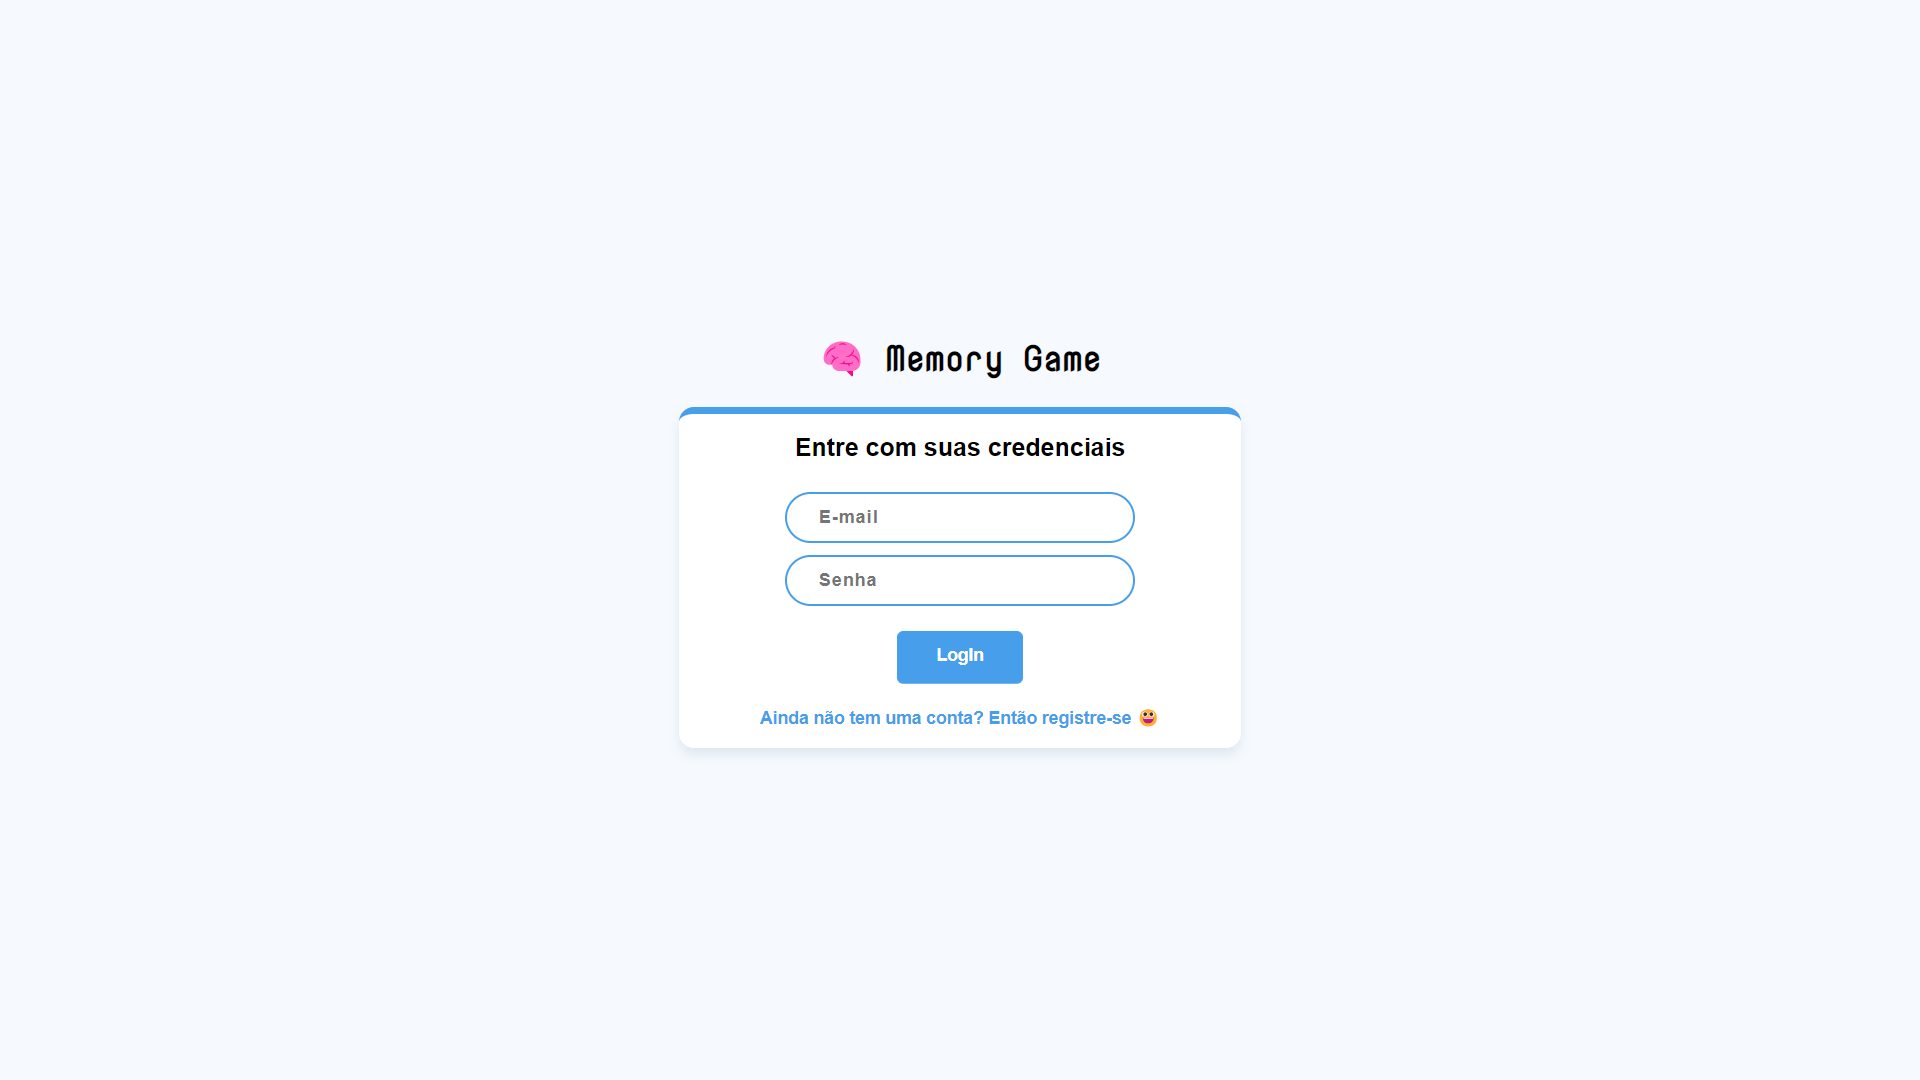 Memory Game
Entre com suas credenciais
E-mail
Senha
LogIn
Ainda não tem uma conta? Então registre-se